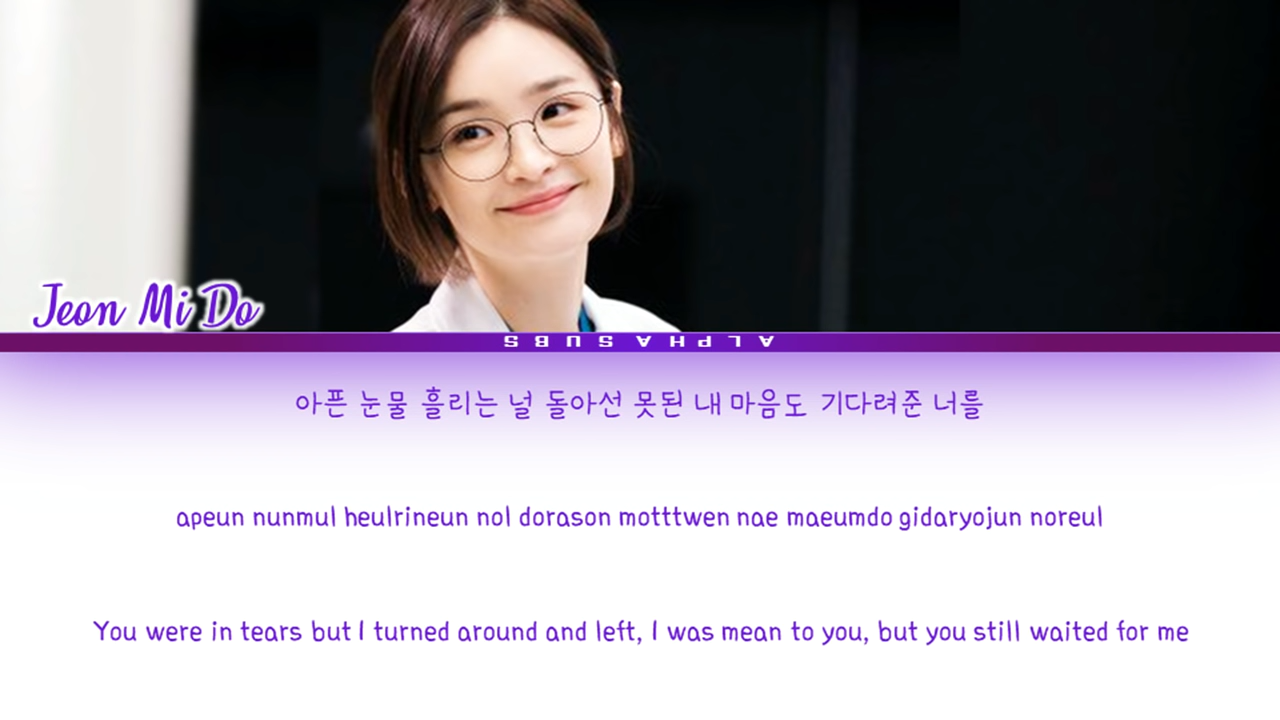 Jeon Mi Do
ALPHA SUBS
아픈 눈물 흘리는 널 돌아선 못된 내 마음도 기다려준 너를
apeun nunmul heulrineun nol dorason motttwen nae maeumdo gidaryojun noreul
You were in tears but I turned around and left, I was mean to you, but you still waited for me